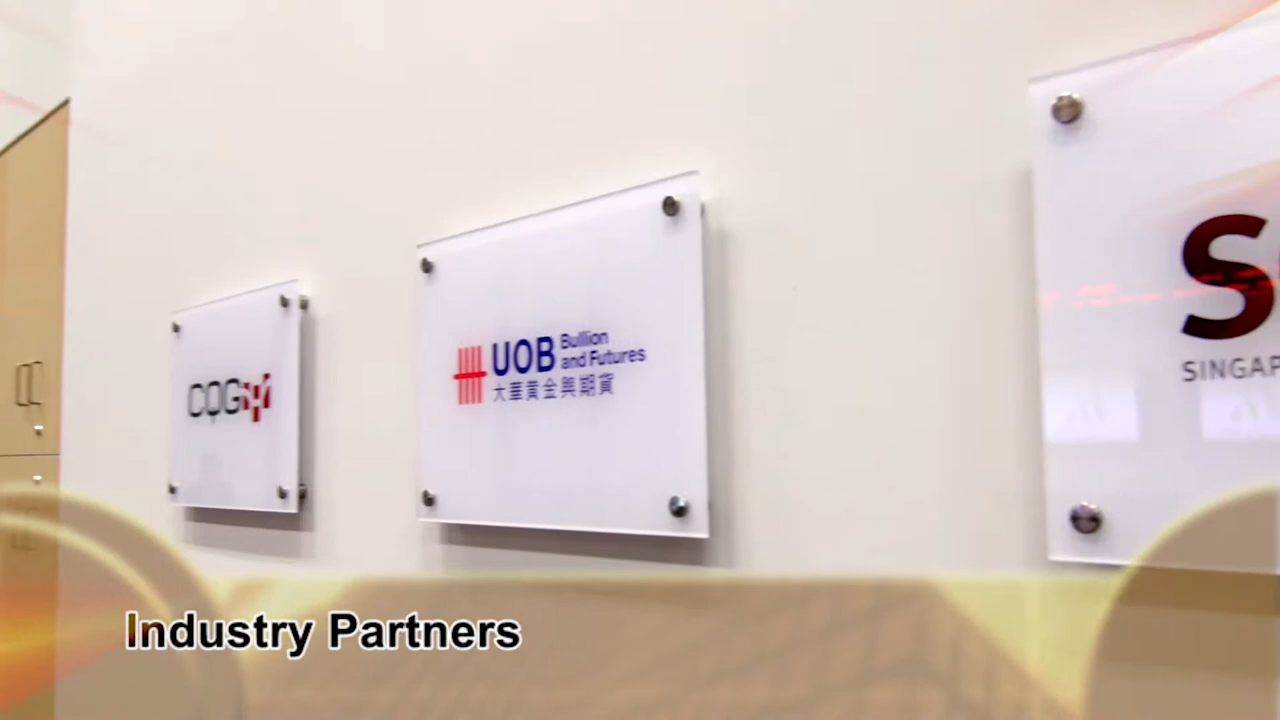 CQG
UOB Bullion
and Futures
大華黃金與期貨
S
SINGAP
Industry Partners